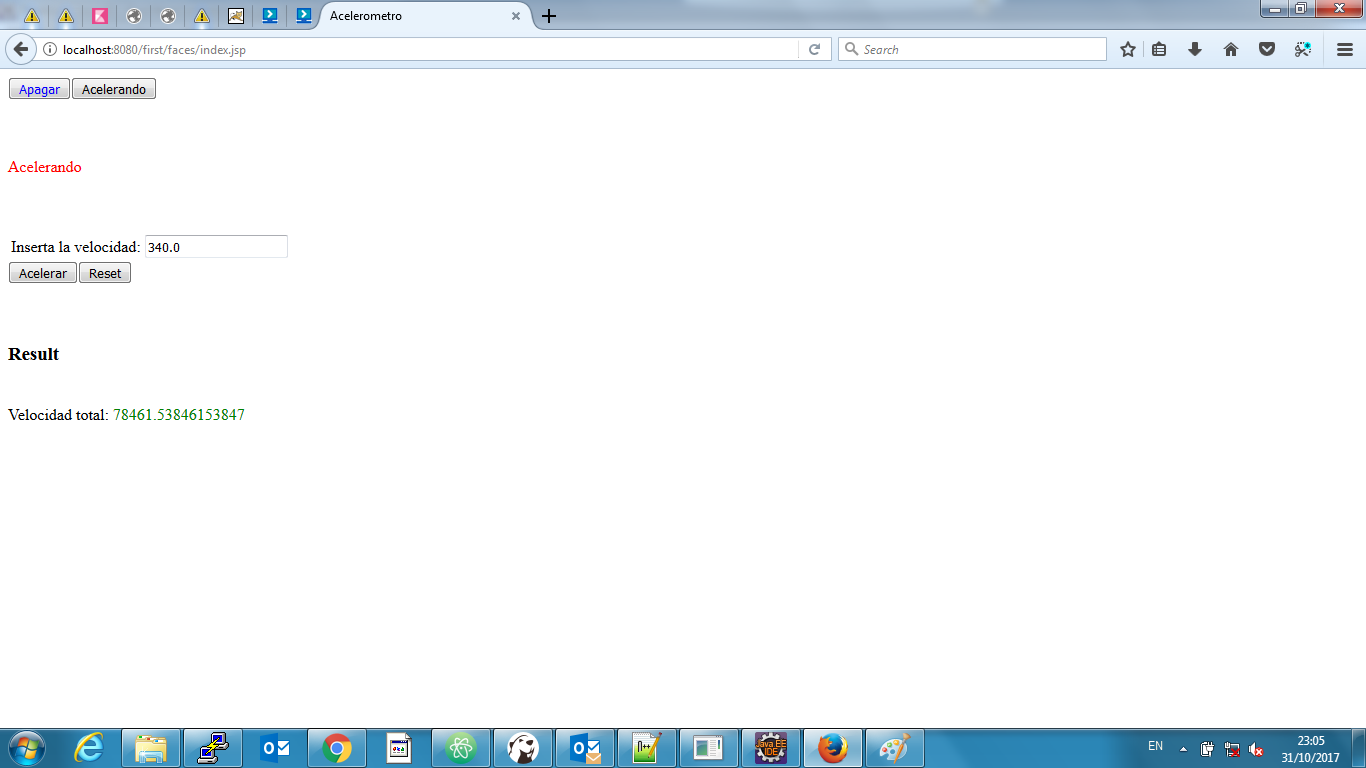 Acelerometro
localhost:8080/first/faces/index.jsp
Search
Apagar Acelerando
Acelerando
Inserta la velocidad: 340.0
Acelerar Reset
Result
Velocidad total: 78461.53846153847
Java EE
IDE
EN
23:05
31/10/2017